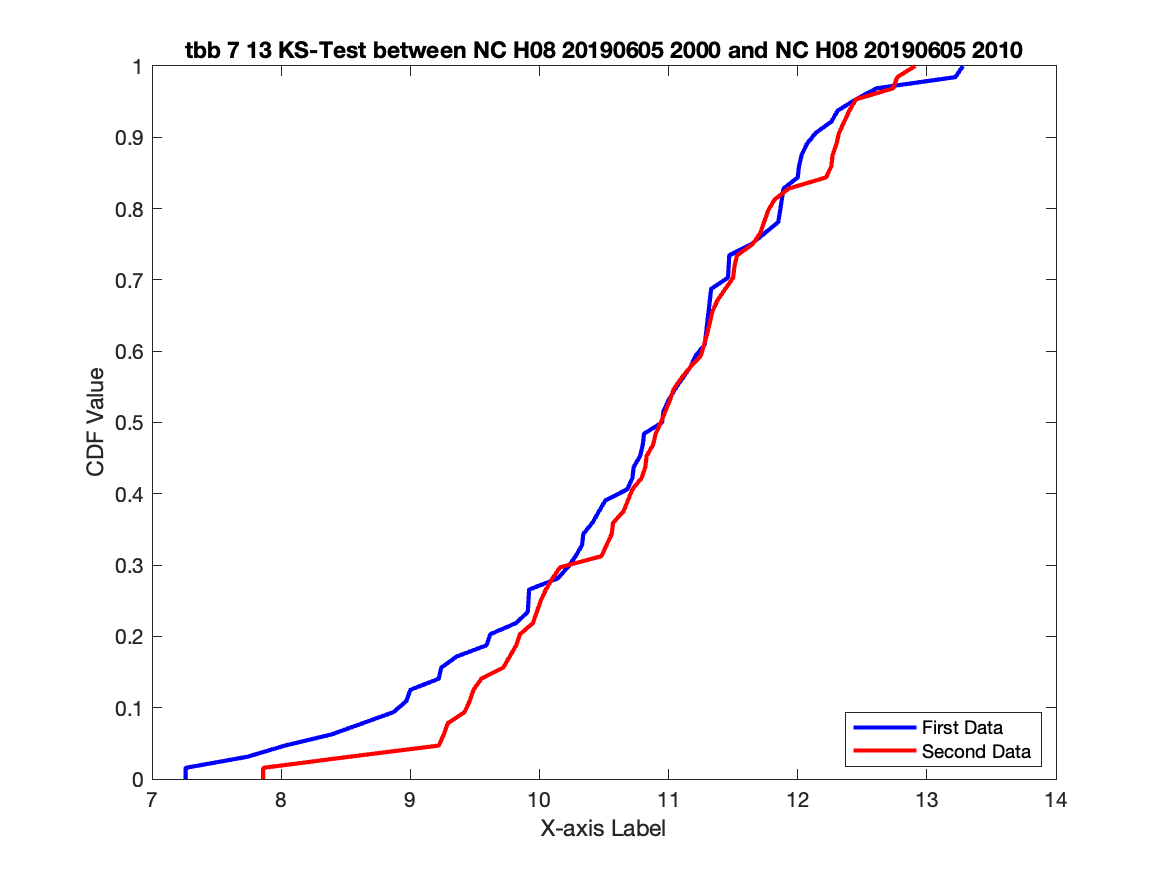 tbb 7 13 KS-Test between NC H08 20190605 2000 and NC H08 20190605 2010
1
0.9
0.8
0.7
0.6
0.5
0.4
0.3
0.2
0.1
0
CDF Value
7 8 9 10 11 12 13 14
X-axis Label
First Data
Second Data